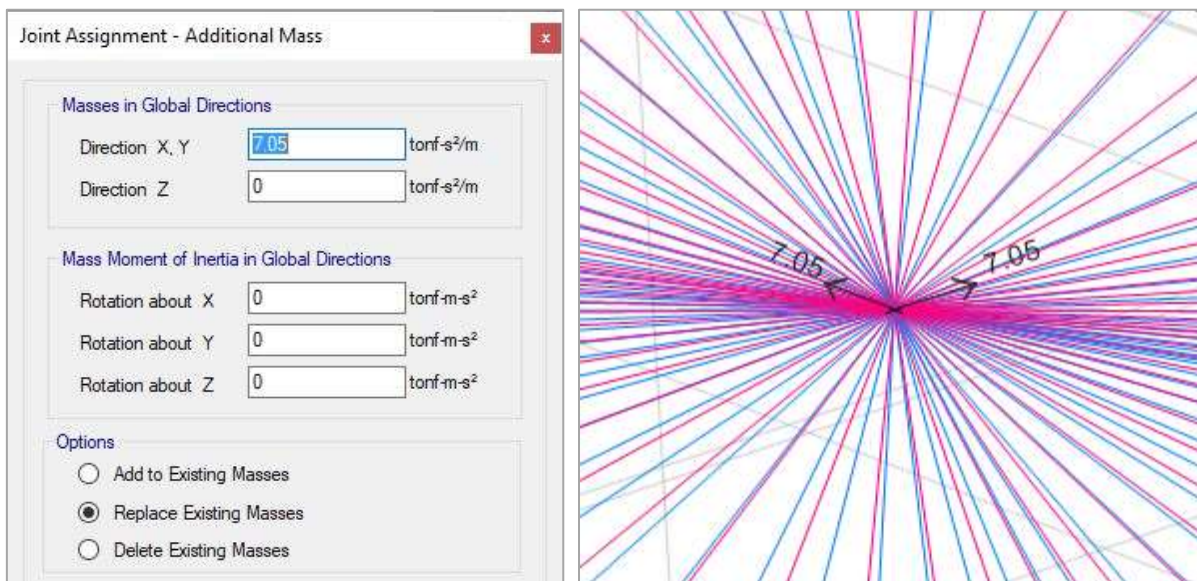 Joint Assignment - Additional Mass
x
Masses in Global Directions
Direction X, Y 7.05 tonf-s²/m
Direction Z 0 tonf-s²/m
Mass Moment of Inertia in Global Directions
Rotation about X 0 tonf-m-s²
Rotation about Y 0 tonf-m-s²
Rotation about Z 0 tonf-m-s²
Options
Add to Existing Masses
Replace Existing Masses
Delete Existing Masses
7.05
7.05